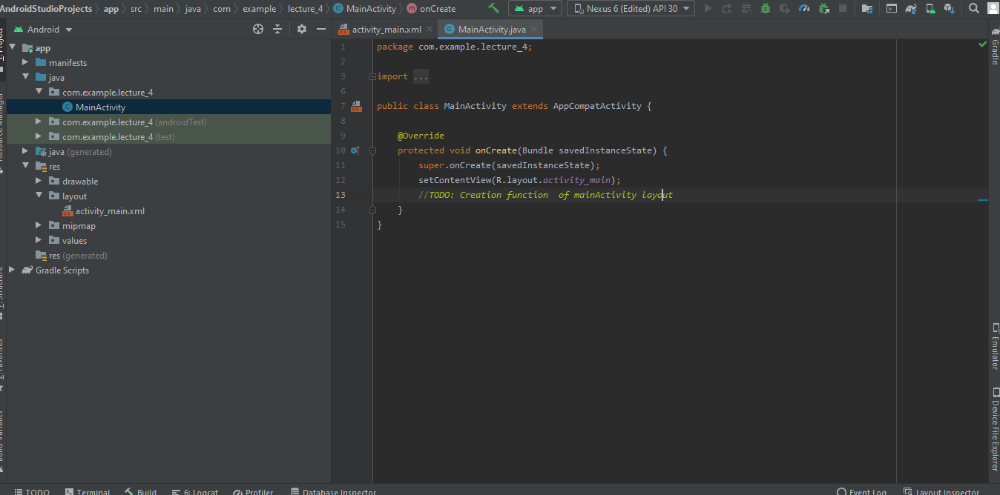 AndroidStudioProjects app src main java com example lecture_4 MainActivity onCreate app Nexus 6 (Edited) API 30
Android
activity_main.xml MainActivity.java
app
manifests
java
com.example.lecture_4
MainActivity
com.example.lecture_4 (androidTest)
com.example.lecture_4 (test)
java (generated)
res
drawable
layout
activity_main.xml
mipmap
values
res (generated)
Gradle Scripts
1 package com.example.lecture_4;
2
3 import ...
6
7 public class MainActivity extends AppCompatActivity {
8
9 @Override
10 protected void onCreate(Bundle savedInstanceState) {
11 super.onCreate(savedInstanceState);
12 setContentView(R.layout.activity_main);
13 //TODO: Creation function  of mainActivity layout
14 }
15 }
Gradle
Emulator
Device File Explorer
TODO Terminal Build 6: Logcat Profiler Database Inspector Event Log Layout Inspector